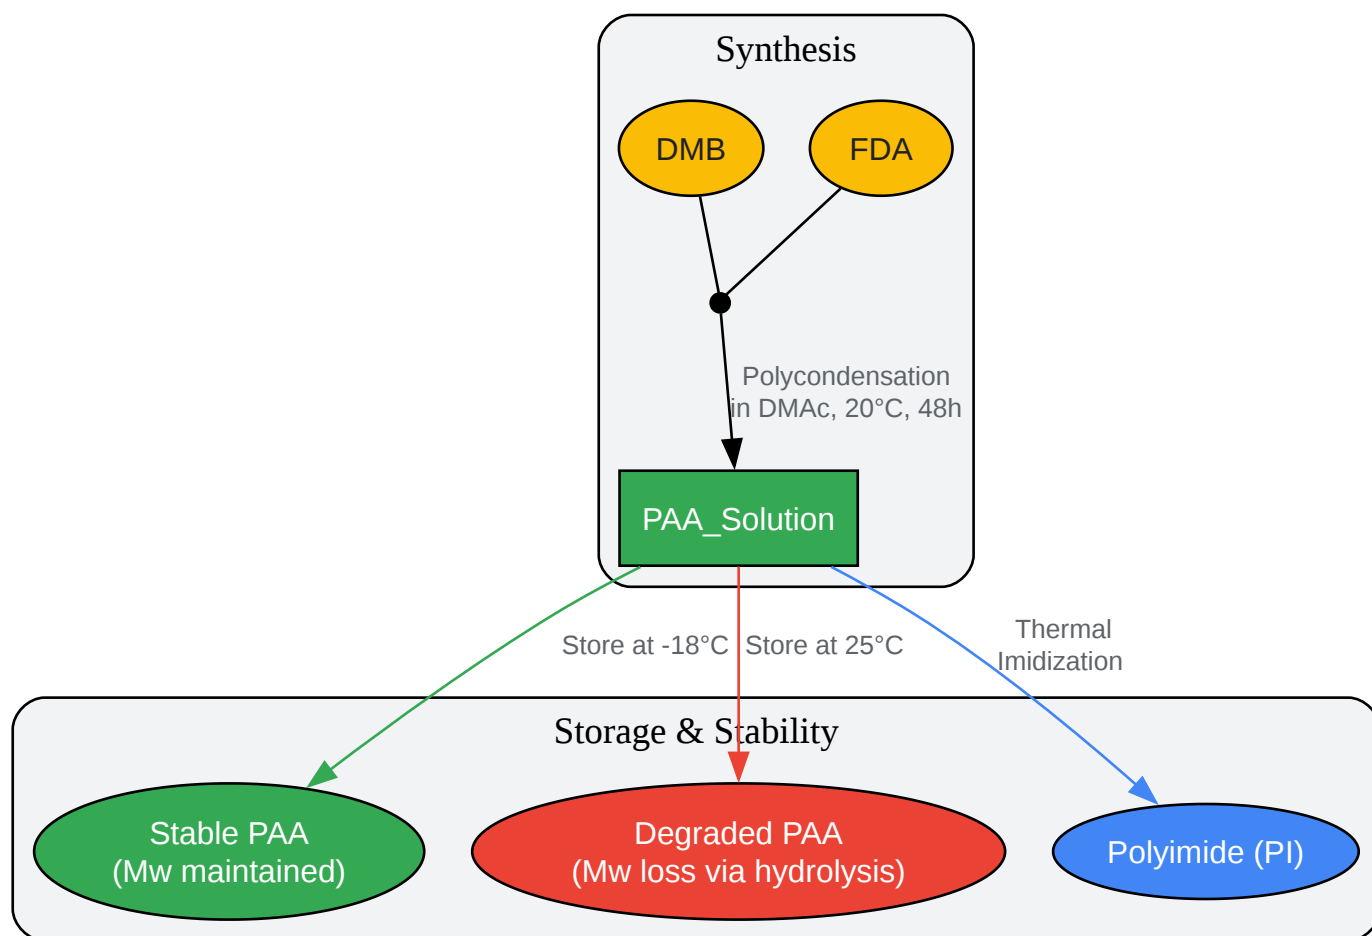 Synthesis
DMB
FDA
Polycondensation
in DMAc, 20°C, 48h
PAA_Solution
Store at -18°C
Store at 25°C
Thermal
Imidization
Storage & Stability
Stable PAA
(Mw maintained)
Degraded PAA
(Mw loss via hydrolysis)
Polyimide (PI)